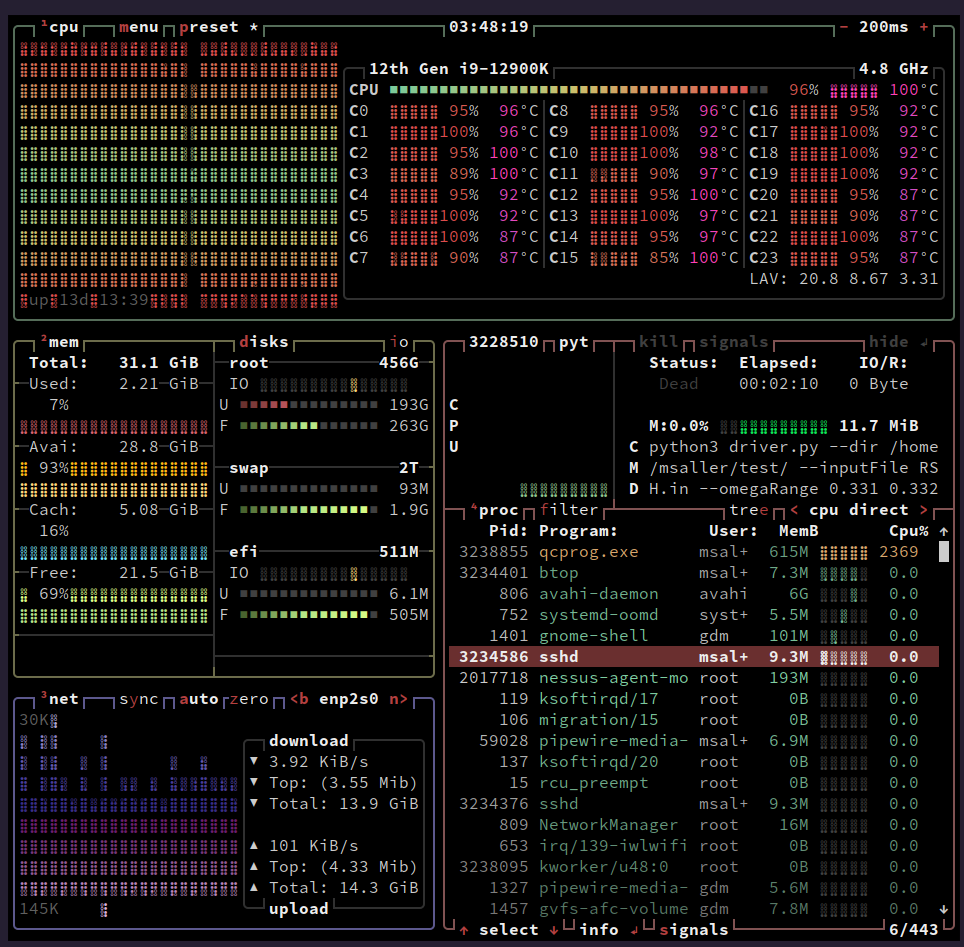 ¹cpu menu preset * 03:48:19 - 200ms +
12th Gen i9-12900K 4.8 GHz
CPU 96% 100°C
C0 95% 96°C C8 95% 96°C C16 95% 92°C
C1 100% 96°C C9 100% 92°C C17 100% 92°C
C2 95% 100°C C10 100% 98°C C18 100% 92°C
C3 89% 100°C C11 90% 97°C C19 100% 92°C
C4 95% 92°C C12 95% 100°C C20 95% 87°C
C5 100% 92°C C13 100% 97°C C21 90% 87°C
C6 100% 87°C C14 95% 97°C C22 100% 87°C
C7 90% 87°C C15 85% 100°C C23 95% 87°C
LAV: 20.8 8.67 3.31
up 13d 13:39
²mem
Total: 31.1 GiB
Used: 2.21 GiB
7%
Avai: 28.8 GiB
93%
Cach: 5.08 GiB
16%
Free: 21.5 GiB
69%
disks io
root 456G
IO
U 193G
F 263G
swap 2T
U 93M
F 1.9G
efi 511M
IO
U 6.1M
F 505M
³net sync auto zero <b enp2s0 n>
30K
download
▼ 3.92 KiB/s
▼ Top: (3.55 Mib)
▼ Total: 13.9 GiB
▲ 101 KiB/s
▲ Top: (4.33 Mib)
▲ Total: 14.3 GiB
upload
145K
3228510 pyt kill signals hide ↲
Status: Elapsed: IO/R:
Dead 00:02:10 0 Byte
C
P
U
M:0.0% 11.7 MiB
C python3 driver.py --dir /home
M /msaller/test/ --inputFile RS
D H.in --omegaRange 0.331 0.332
⁴proc filter tree < cpu direct >
Pid: Program: User: MemB Cpu% ↑
3238855 qcprog.exe msal+ 615M 2369
3234401 btop msal+ 7.3M 0.0
806 avahi-daemon avahi 6G 0.0
752 systemd-oomd syst+ 5.5M 0.0
1401 gnome-shell gdm 101M 0.0
3234586 sshd msal+ 9.3M 0.0
2017718 nessus-agent-mo root 193M 0.0
119 ksoftirqd/17 root 0B 0.0
106 migration/15 root 0B 0.0
59028 pipewire-media- msal+ 6.9M 0.0
137 ksoftirqd/20 root 0B 0.0
15 rcu_preempt root 0B 0.0
3234376 sshd msal+ 9.3M 0.0
809 NetworkManager root 16M 0.0
653 irq/139-iwlwifi root 0B 0.0
3238095 kworker/u48:0 root 0B 0.0
1327 pipewire-media- gdm 5.6M 0.0
1457 gvfs-afc-volume gdm 7.8M 0.0 ↓
↑ select ↓ info ↲ signals 6/443